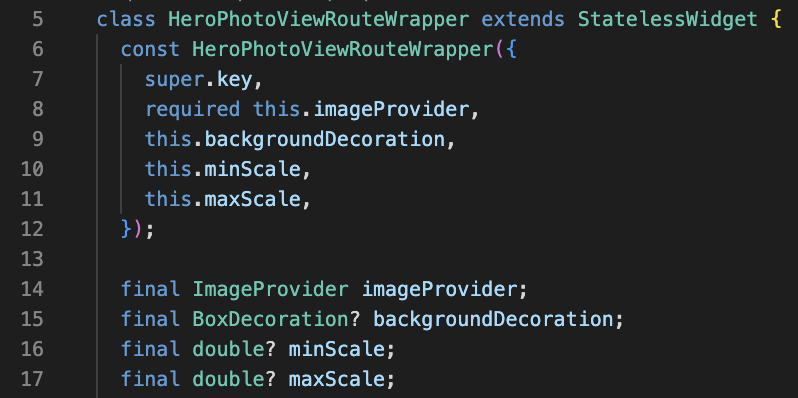 5 class HeroPhotoViewRouteWrapper extends StatelessWidget {
6 const HeroPhotoViewRouteWrapper({
7 super.key,
8 required this.imageProvider,
9 this.backgroundDecoration,
10 this.minScale,
11 this.maxScale,
12 });
13
14 final ImageProvider imageProvider;
15 final BoxDecoration? backgroundDecoration;
16 final double? minScale;
17 final double? maxScale;